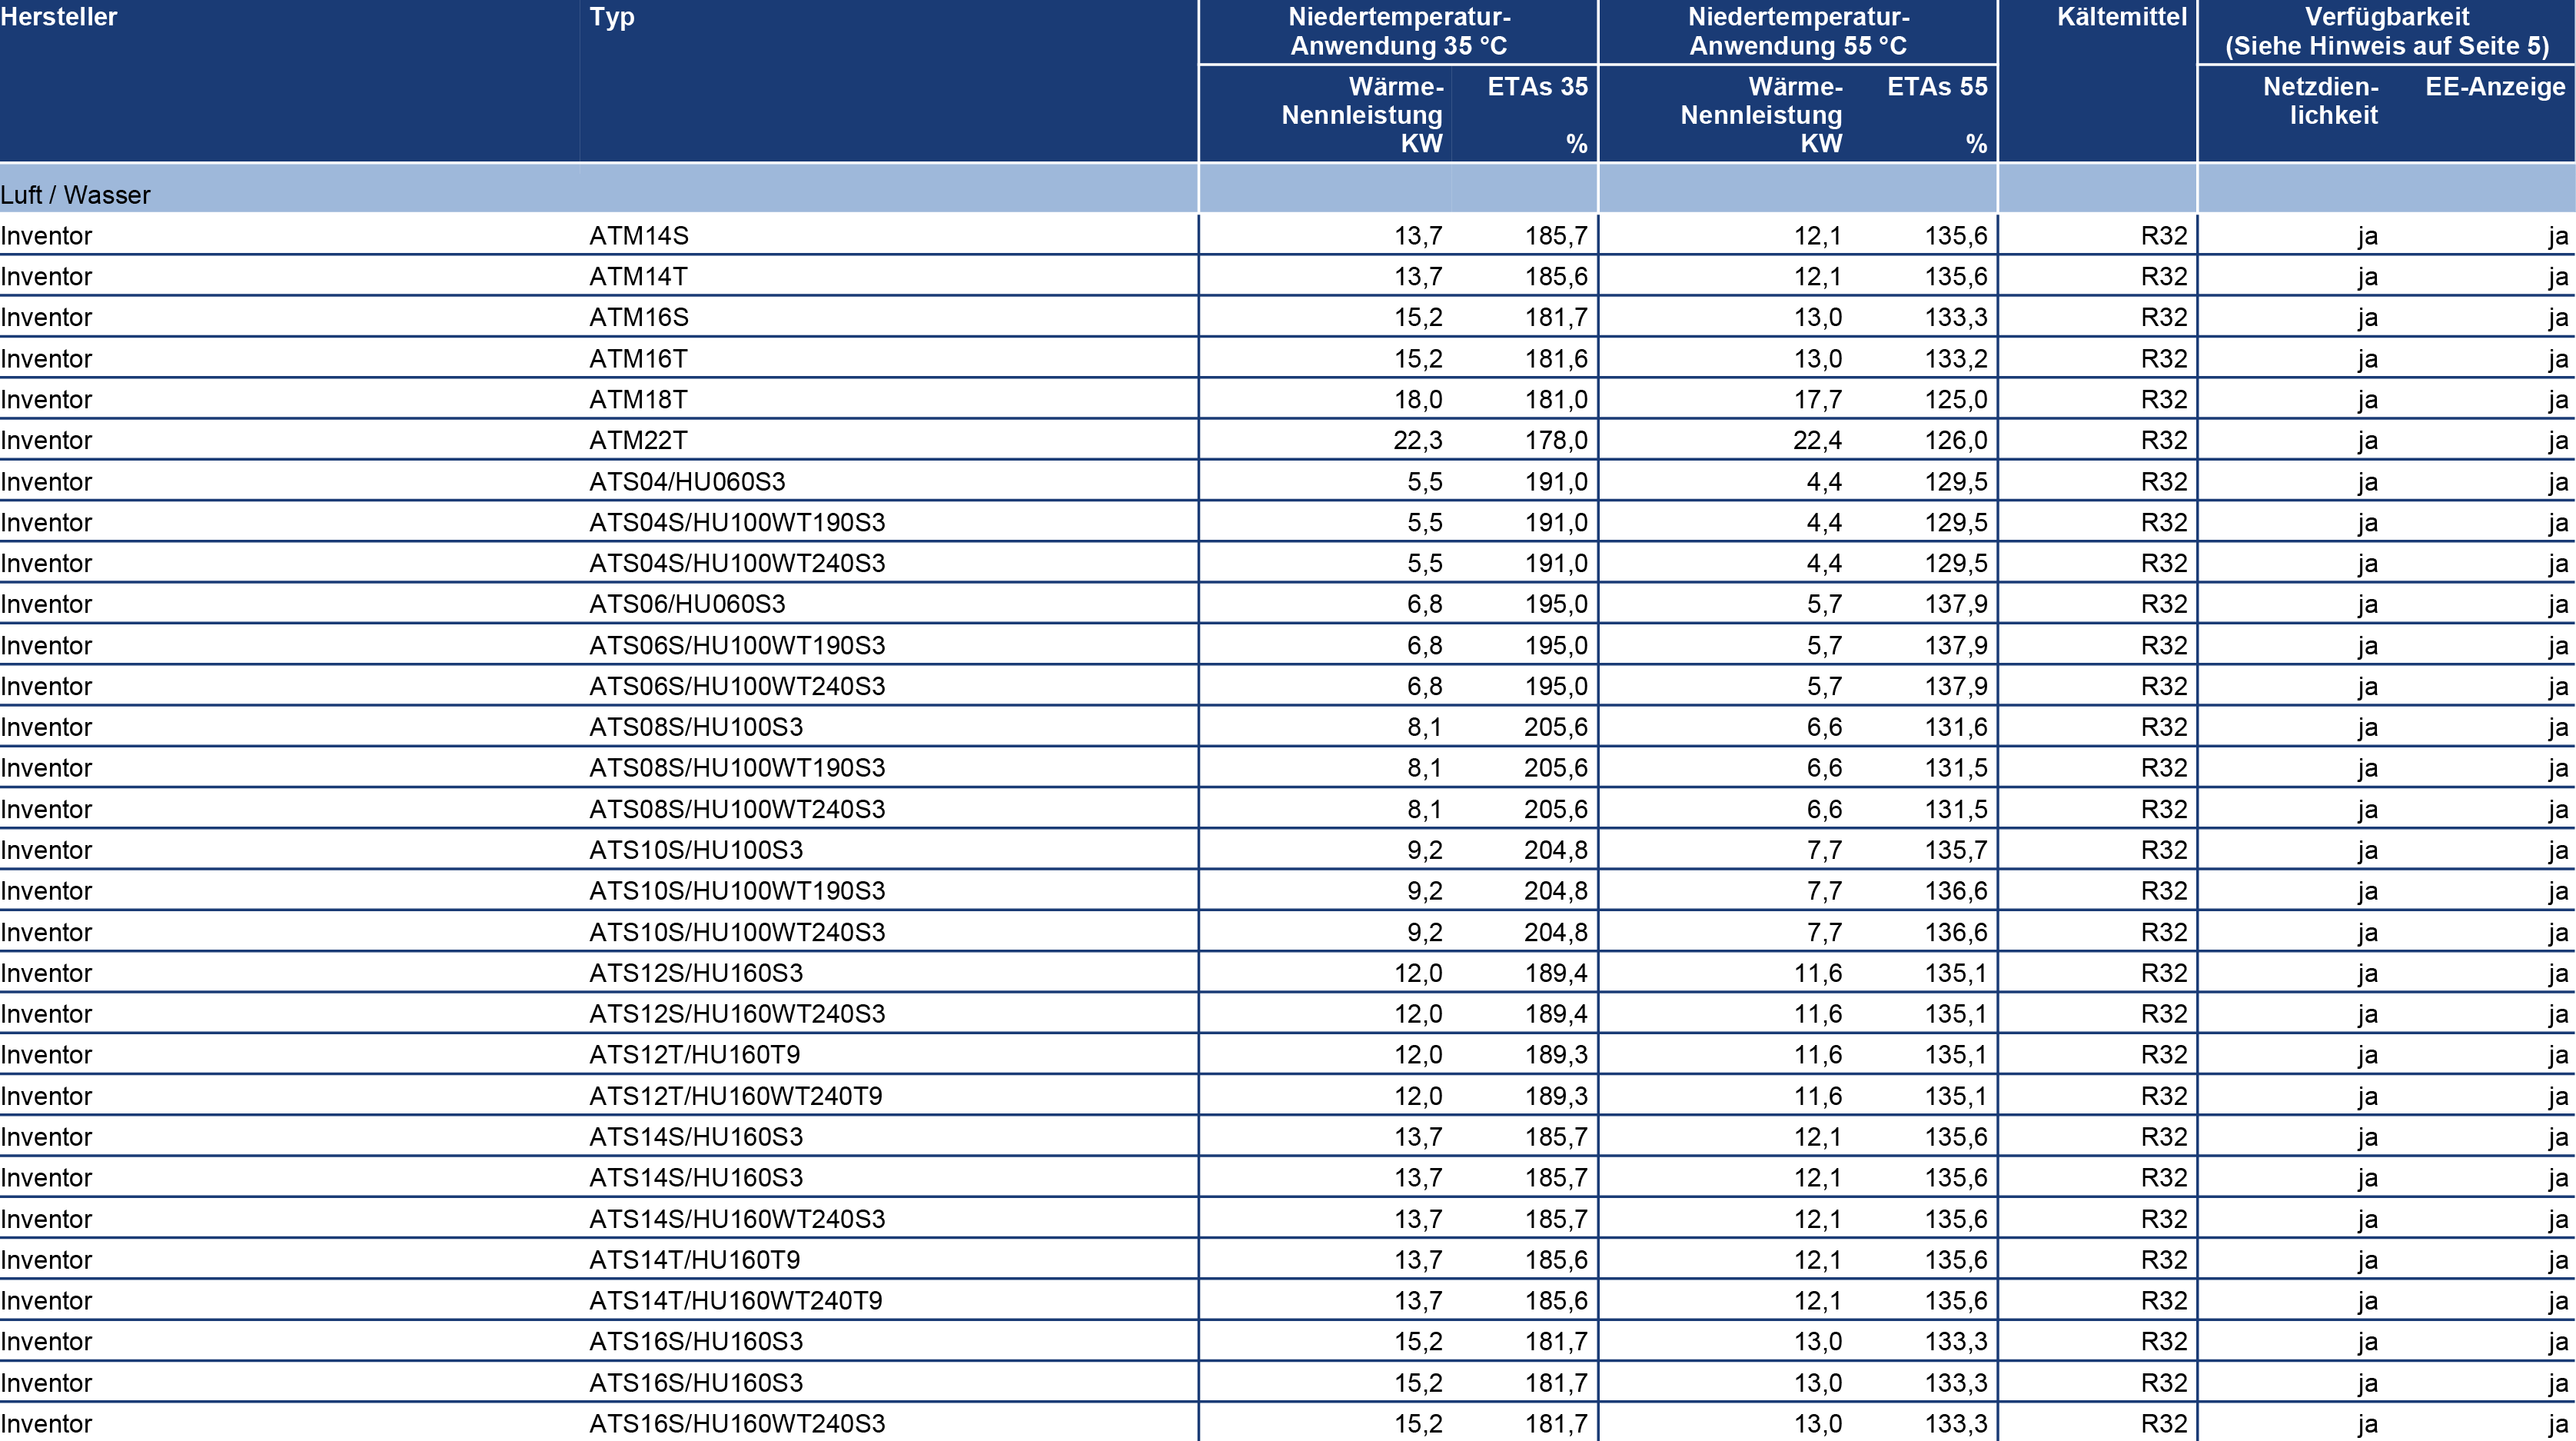 Hersteller Typ Niedertemperatur- Niedertemperatur- Kältemittel Verfügbarkeit
Anwendung 35 °C Anwendung 55 °C (Siehe Hinweis auf Seite 5)
Wärme- ETAs 35 Wärme- ETAs 55 Netzdien- EE-Anzeige
Nennleistung Nennleistung lichkeit
KW % KW %
Luft / Wasser
Inventor ATM14S 13,7 185,7 12,1 135,6 R32 ja ja
Inventor ATM14T 13,7 185,6 12,1 135,6 R32 ja ja
Inventor ATM16S 15,2 181,7 13,0 133,3 R32 ja ja
Inventor ATM16T 15,2 181,6 13,0 133,2 R32 ja ja
Inventor ATM18T 18,0 181,0 17,7 125,0 R32 ja ja
Inventor ATM22T 22,3 178,0 22,4 126,0 R32 ja ja
Inventor ATS04/HU060S3 5,5 191,0 4,4 129,5 R32 ja ja
Inventor ATS04S/HU100WT190S3 5,5 191,0 4,4 129,5 R32 ja ja
Inventor ATS04S/HU100WT240S3 5,5 191,0 4,4 129,5 R32 ja ja
Inventor ATS06/HU060S3 6,8 195,0 5,7 137,9 R32 ja ja
Inventor ATS06S/HU100WT190S3 6,8 195,0 5,7 137,9 R32 ja ja
Inventor ATS06S/HU100WT240S3 6,8 195,0 5,7 137,9 R32 ja ja
Inventor ATS08S/HU100S3 8,1 205,6 6,6 131,6 R32 ja ja
Inventor ATS08S/HU100WT190S3 8,1 205,6 6,6 131,5 R32 ja ja
Inventor ATS08S/HU100WT240S3 8,1 205,6 6,6 131,5 R32 ja ja
Inventor ATS10S/HU100S3 9,2 204,8 7,7 135,7 R32 ja ja
Inventor ATS10S/HU100WT190S3 9,2 204,8 7,7 136,6 R32 ja ja
Inventor ATS10S/HU100WT240S3 9,2 204,8 7,7 136,6 R32 ja ja
Inventor ATS12S/HU160S3 12,0 189,4 11,6 135,1 R32 ja ja
Inventor ATS12S/HU160WT240S3 12,0 189,4 11,6 135,1 R32 ja ja
Inventor ATS12T/HU160T9 12,0 189,3 11,6 135,1 R32 ja ja
Inventor ATS12T/HU160WT240T9 12,0 189,3 11,6 135,1 R32 ja ja
Inventor ATS14S/HU160S3 13,7 185,7 12,1 135,6 R32 ja ja
Inventor ATS14S/HU160S3 13,7 185,7 12,1 135,6 R32 ja ja
Inventor ATS14S/HU160WT240S3 13,7 185,7 12,1 135,6 R32 ja ja
Inventor ATS14T/HU160T9 13,7 185,6 12,1 135,6 R32 ja ja
Inventor ATS14T/HU160WT240T9 13,7 185,6 12,1 135,6 R32 ja ja
Inventor ATS16S/HU160S3 15,2 181,7 13,0 133,3 R32 ja ja
Inventor ATS16S/HU160S3 15,2 181,7 13,0 133,3 R32 ja ja
Inventor ATS16S/HU160WT240S3 15,2 181,7 13,0 133,3 R32 ja ja